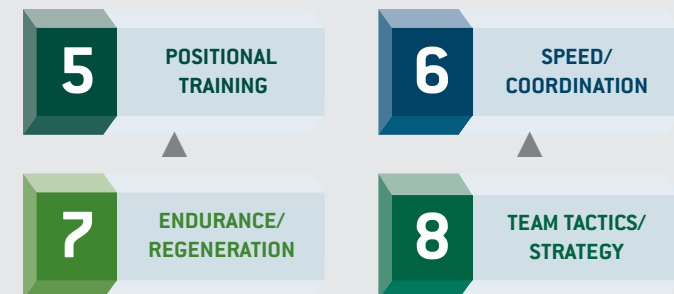 5
POSITIONAL
TRAINING
6
SPEED/
COORDINATION
7
ENDURANCE/
REGENERATION
8
TEAM TACTICS/
STRATEGY